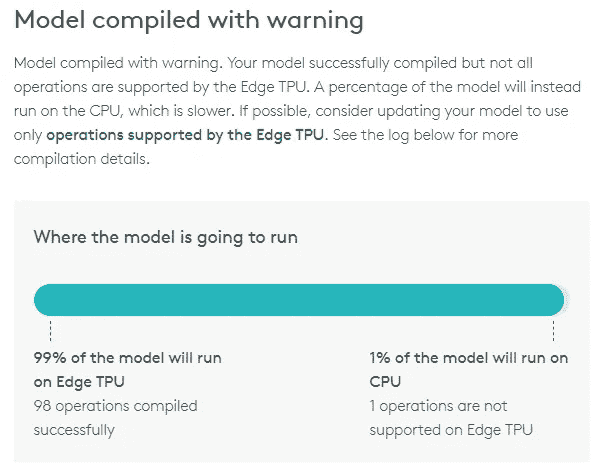 Model compiled with warning
Model compiled with warning. Your model successfully compiled but not all
operations are supported by the Edge TPU. A percentage of the model will instead
run on the CPU, which is slower. If possible, consider updating your model to use
only operations supported by the Edge TPU. See the log below for more
compilation details.
Where the model is going to run
99% of the model will run
on Edge TPU
98 operations compiled
successfully
1% of the model will run on
CPU
1 operations are not
supported on Edge TPU